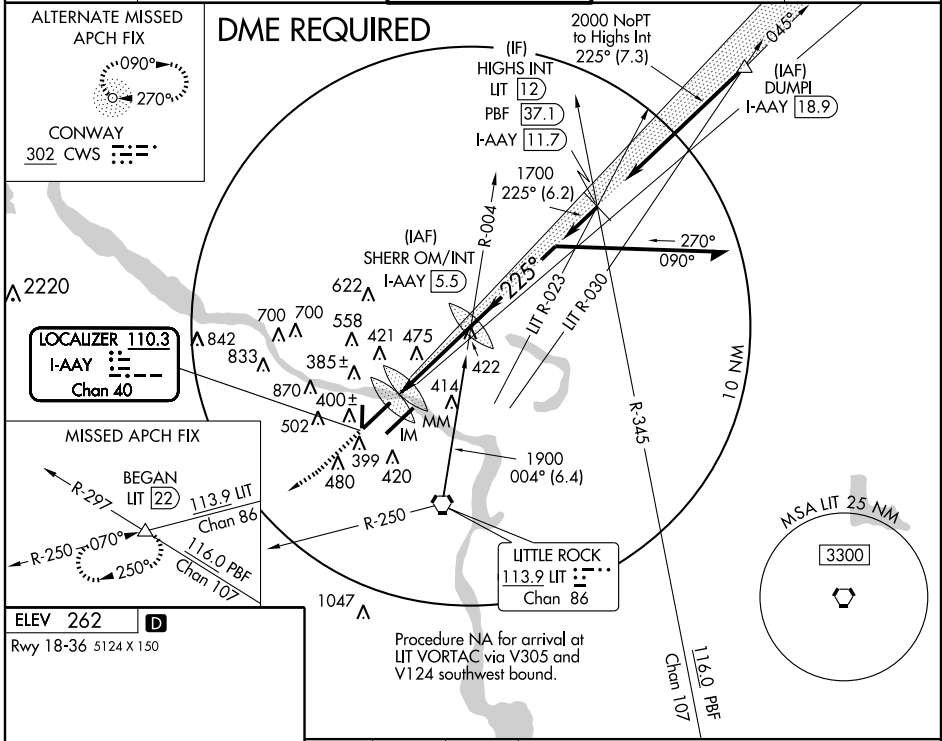 ALTERNATE MISSED
APCH FIX
090°
270°
CONWAY
302 CWS
DME REQUIRED
2000 NoPT
to Highs Int
225° (7.3)
045°
(IAF)
DUMPI
I-AAY 18.9
(IF)
HIGHS INT
LIT 12
PBF 37.1
I-AAY 11.7
1700
225° (6.2)
R-004
(IAF)
SHERR OM/INT
I-AAY 5.5
225°
270°
090°
LIT R-023
LIT R-030
10 NM
2220
622
700
700
558
842
421
475
833
385±
422
870
400±
414
502
MM
IM
399
480
420
LOCALIZER 110.3
I-AAY
Chan 40
R-345
1900
004° (6.4)
R-250
MISSED APCH FIX
BEGAN
LIT 22
R-297
113.9 LIT
Chan 86
R-250
070°
250°
116.0 PBF
Chan 107
LITTLE ROCK
113.9 LIT
Chan 86
MSA LIT 25 NM
3300
1047
Procedure NA for arrival at
LIT VORTAC via V305 and
V124 southwest bound.
116.0 PBF
Chan 107
ELEV 262 D
Rwy 18-36 5124 X 150